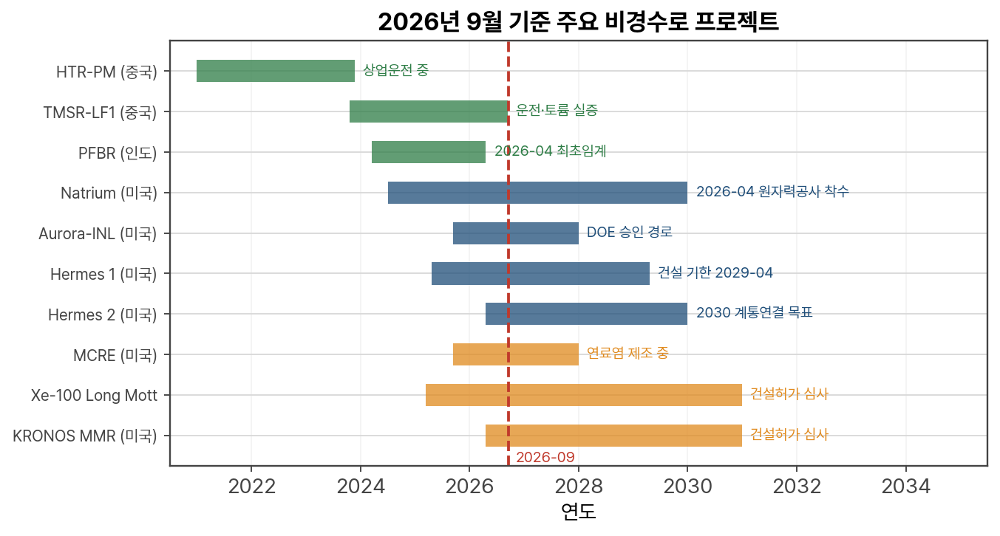 2026년 9월 기준 주요 비경수로 프로젝트
HTR-PM (중국)
상업운전 중
TMSR-LF1 (중국)
운전·토륨 실증
PFBR (인도)
2026-04 최초임계
Natrium (미국)
2026-04 원자력공사 착수
Aurora-INL (미국)
DOE 승인 경로
Hermes 1 (미국)
건설 기한 2029-04
Hermes 2 (미국)
2030 계통연결 목표
MCRE (미국)
연료염 제조 중
Xe-100 Long Mott
건설허가 심사
KRONOS MMR (미국)
건설허가 심사
2026-09
2022 2024 2026 2028 2030 2032 2034
연도